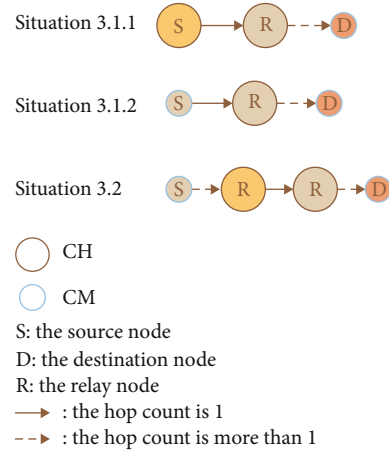 Situation 3.1.1 S R D
Situation 3.1.2 S R D
Situation 3.2 S R R D
CH
CM
S: the source node
D: the destination node
R: the relay node
: the hop count is 1
: the hop count is more than 1